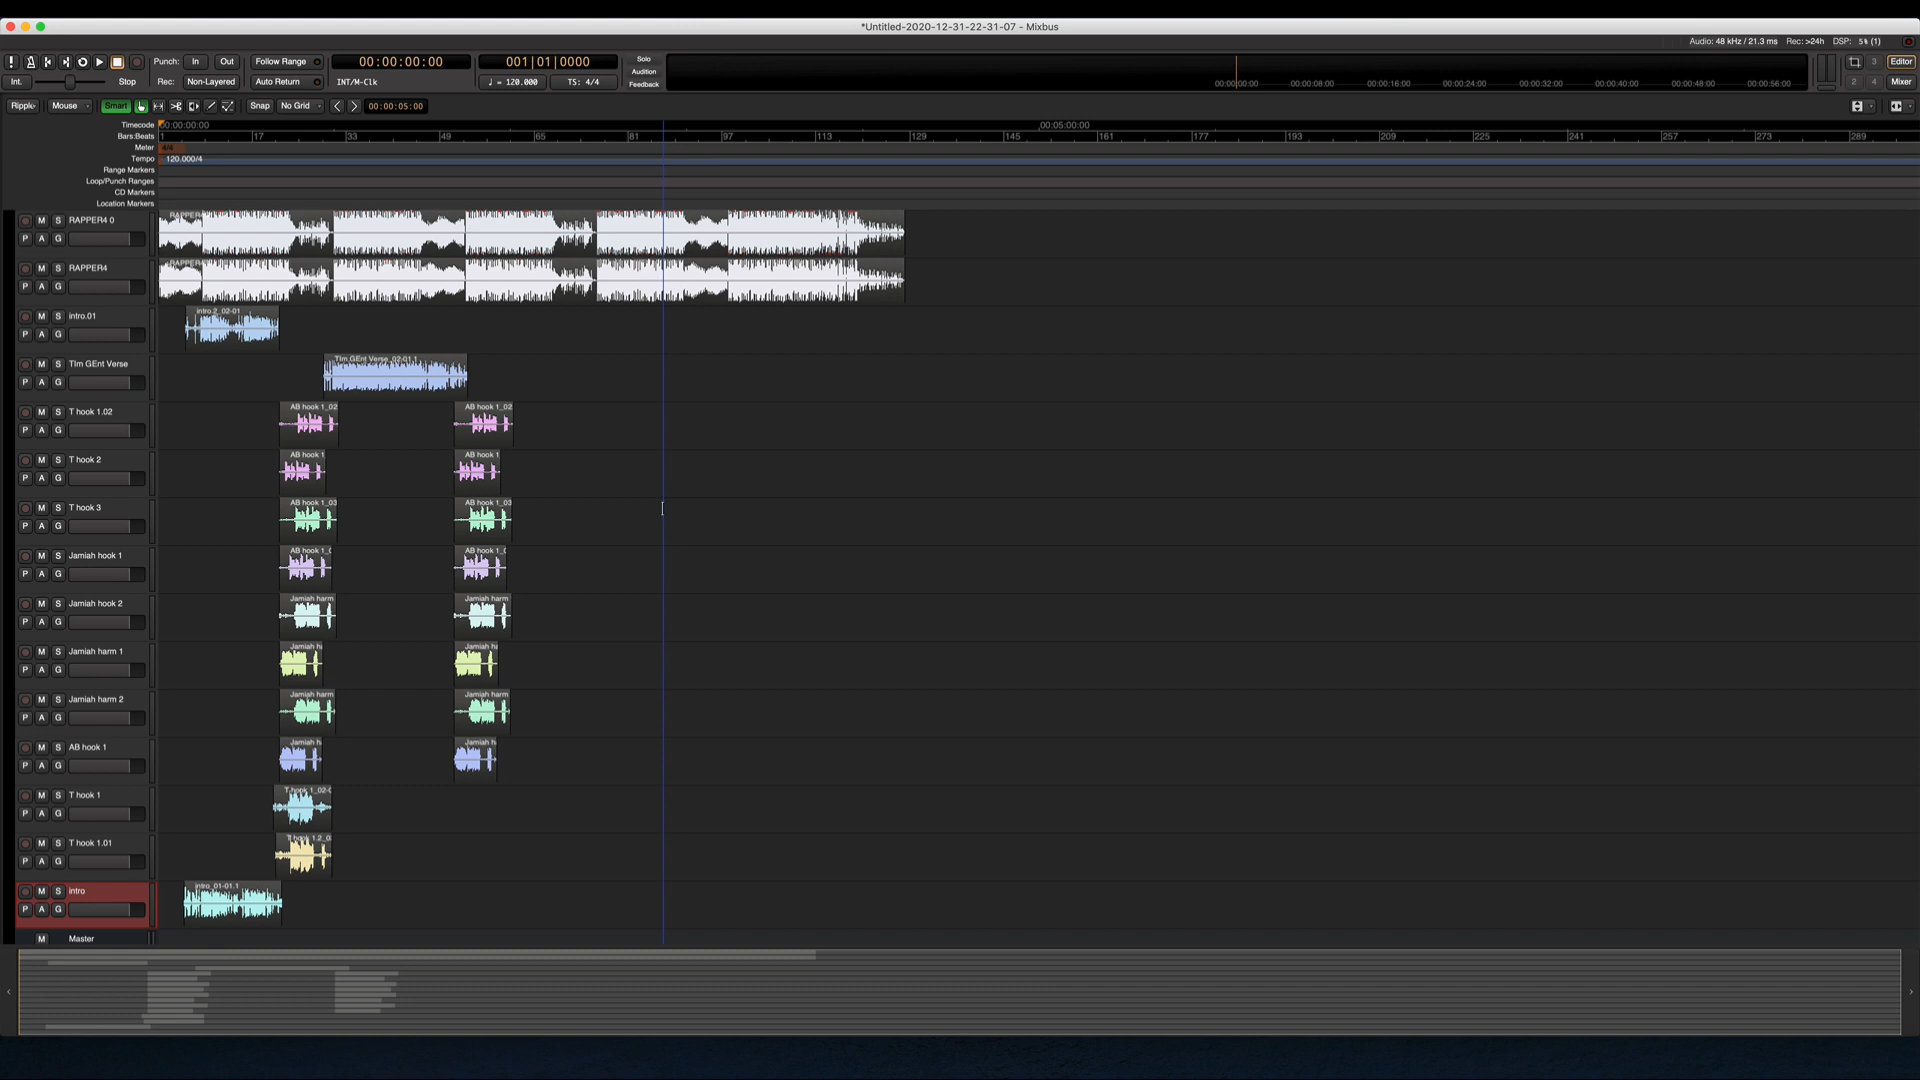 *Untitled-2020-12-31-22-31-07 - Mixbus
Audio: 48 kHz / 21.3 ms Rec: >24h DSP: 5% (1)
Punch: In Out Follow Range 00:00:00:00 001|01|0000 Solo
Audition
Feedback
Int. Stop Rec: Non-Layered Auto Return INT/M-Clk ♩ = 120.000 TS: 4/4
00:00:00:00 00:00:08:00 00:00:16:00 00:00:24:00 00:00:32:00 00:00:40:00 00:00:48:00 00:00:56:00
3 Editor
2 4 Mixer
Mouse Smart Snap No Grid 00:00:05:00
Timecode 00:00:00:00 00:05:00:00
Bars:Beats 1 17 33 49 65 81 97 113 129 145 161 177 193 209 225 241 257 273 289
Meter 4/4
Tempo 120.000/4
Range Markers
Loop/Punch Ranges
CD Markers
Location Markers
M S RAPPER4 0
P A G
M S RAPPER4
P A G
M S intro.01 intro 2_02-01
P A G
M S TIm GEnt Verse TIm GEnt Verse_02-01.1
P A G
M S T hook 1.02 AB hook 1_02 AB hook 1_02
P A G
M S T hook 2 AB hook 1 AB hook 1
P A G
M S T hook 3 AB hook 1_03 AB hook 1_03
P A G
M S Jamiah hook 1 AB hook 1_ AB hook 1_
P A G
M S Jamiah hook 2 Jamiah harm Jamiah harm
P A G
M S Jamiah harm 1 Jamiah Jamiah
P A G
M S Jamiah harm 2 Jamiah harm Jamiah harm
P A G
M S AB hook 1 Jamiah h Jamiah h
P A G
M S T hook 1 T hook 1_02-
P A G
M S T hook 1.01
P A G
M S intro intro_01-01.1
P A G
M Master